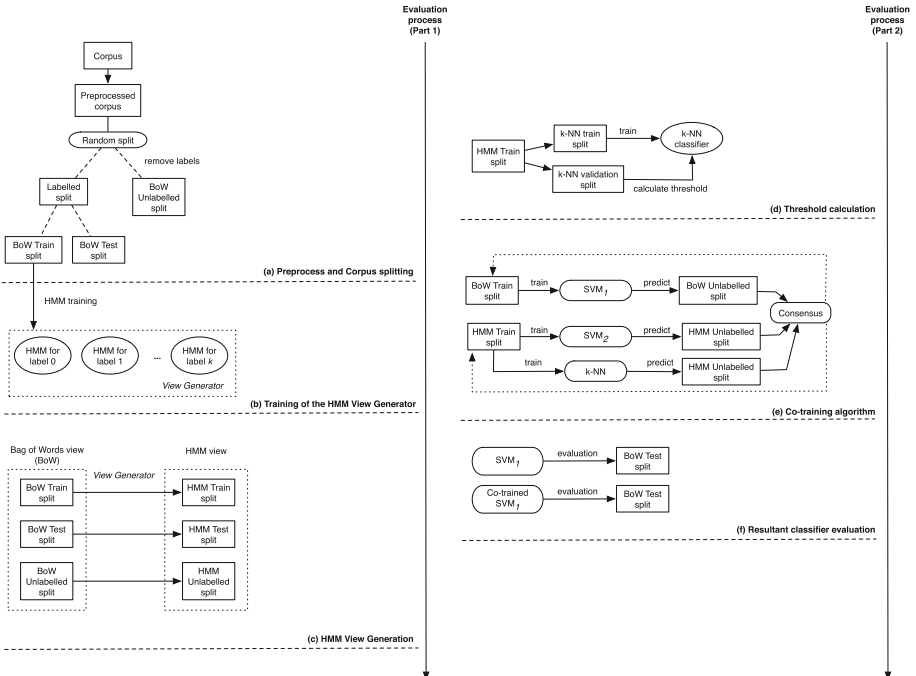 Evaluation
process
(Part 1)
Corpus
Preprocessed
corpus
Random split
remove labels
Labelled
split
BoW
Unlabelled
split
BoW Train
split
BoW Test
split
(a) Preprocess and Corpus splitting
HMM training
HMM for
label 0
HMM for
label 1
...
HMM for
label k
View Generator
(b) Training of the HMM View Generator
Bag of Words view
(BoW)
View Generator
HMM view
BoW Train
split
HMM Train
split
BoW Test
split
HMM Test
split
BoW
Unlabelled
split
HMM
Unlabelled
split
(c) HMM View Generation
Evaluation
process
(Part 2)
HMM Train
split
k-NN train
split
train
k-NN
classifier
k-NN validation
split
calculate threshold
(d) Threshold calculation
BoW Train
split
train
SVM1
predict
BoW Unlabelled
split
Consensus
HMM Train
split
train
SVM2
predict
HMM Unlabelled
split
train
k-NN
predict
HMM Unlabelled
split
(e) Co-training algorithm
SVM1
evaluation
BoW Test
split
Co-trained
SVM1
evaluation
BoW Test
split
(f) Resultant classifier evaluation